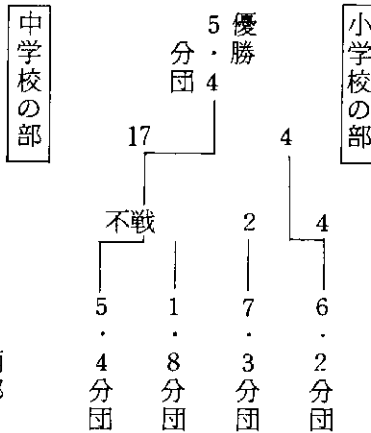 小学校の部
優勝
5・4
分団
17
4
不戦
2
4
6・2分団
7・3分団
1・8分団
5・4分団
中学校の部